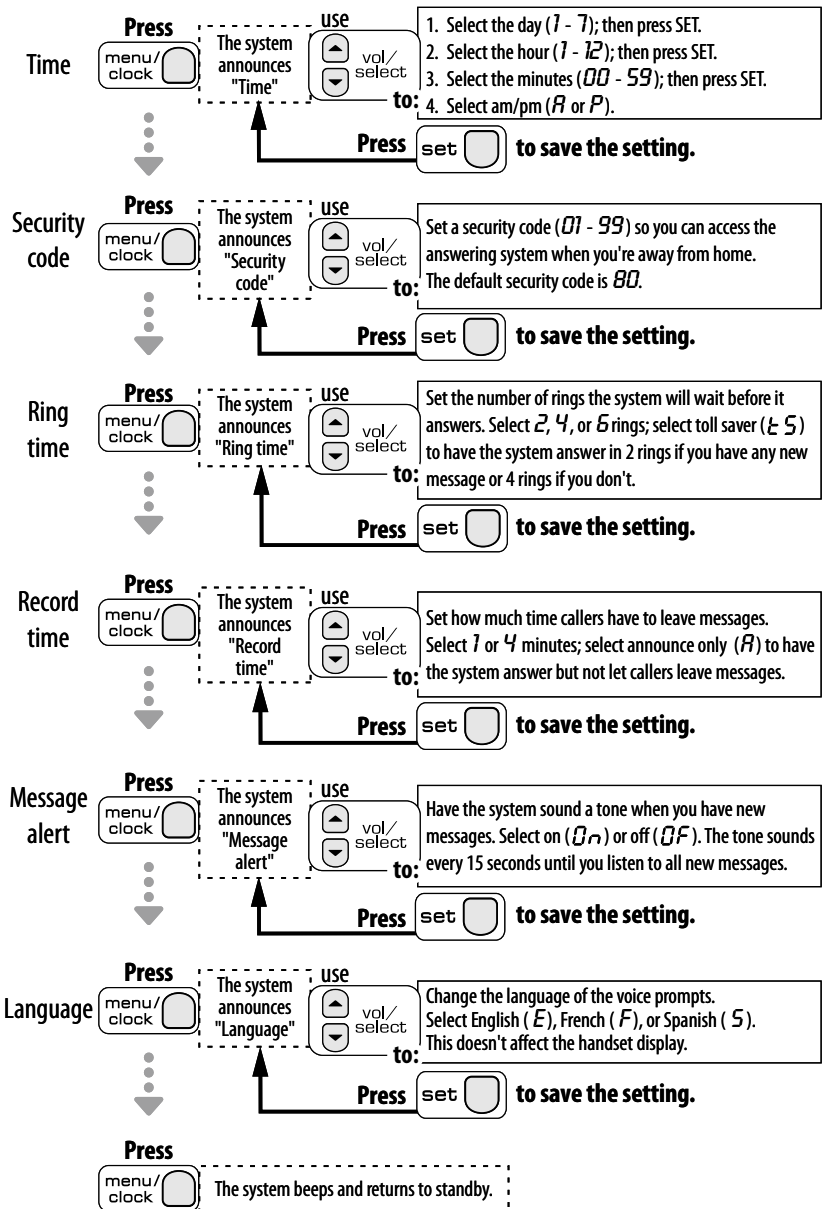 Time
Press
menu/
clock
The system
announces
"Time"
use
vol/
select
to:
1. Select the day (1 - 7); then press SET.
2. Select the hour (1 - 12); then press SET.
3. Select the minutes (00 - 59); then press SET.
4. Select am/pm (A or P).
Press set to save the setting.
Security
code
Press
menu/
clock
The system
announces
"Security
code"
use
vol/
select
to:
Set a security code (01 - 99) so you can access the
answering system when you're away from home.
The default security code is 80.
Press set to save the setting.
Ring
time
Press
menu/
clock
The system
announces
"Ring time"
use
vol/
select
to:
Set the number of rings the system will wait before it
answers. Select 2, 4, or 6 rings; select toll saver (t S)
to have the system answer in 2 rings if you have any new
message or 4 rings if you don't.
Press set to save the setting.
Record
time
Press
menu/
clock
The system
announces
"Record
time"
use
vol/
select
to:
Set how much time callers have to leave messages.
Select 1 or 4 minutes; select announce only (A) to have
the system answer but not let callers leave messages.
Press set to save the setting.
Message
alert
Press
menu/
clock
The system
announces
"Message
alert"
use
vol/
select
to:
Have the system sound a tone when you have new
messages. Select on (On) or off (OF). The tone sounds
every 15 seconds until you listen to all new messages.
Press set to save the setting.
Language
Press
menu/
clock
The system
announces
"Language"
use
vol/
select
to:
Change the language of the voice prompts.
Select English (E), French (F), or Spanish (S).
This doesn't affect the handset display.
Press set to save the setting.
Press
menu/
clock
The system beeps and returns to standby.